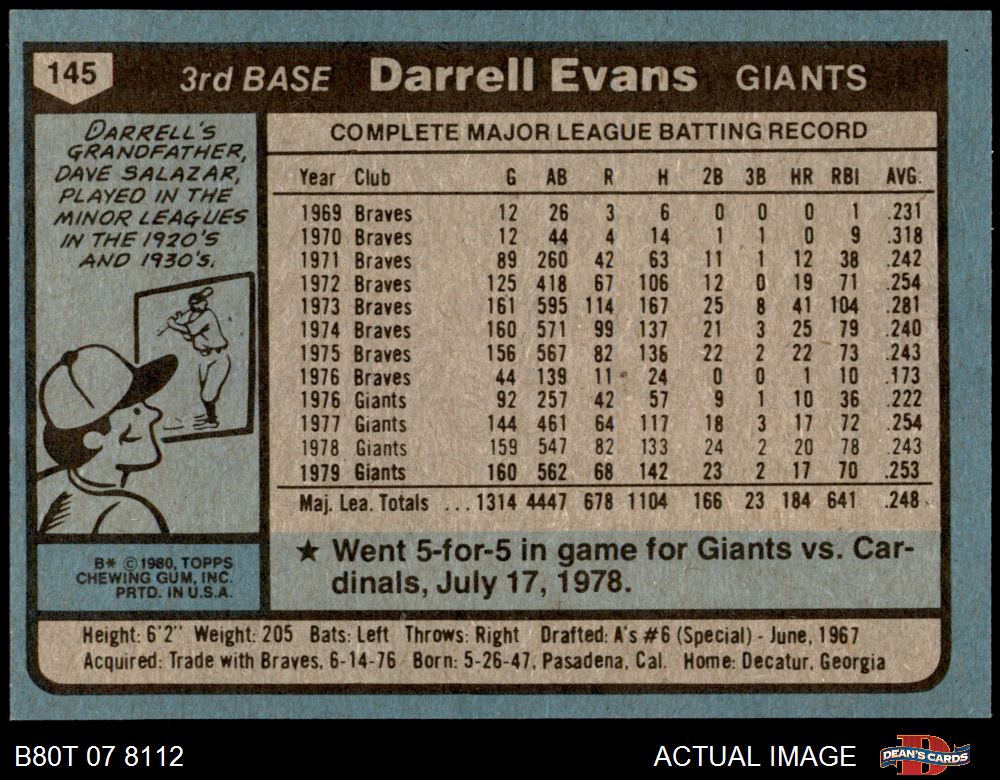 145 3rd BASE Darrell Evans GIANTS
DARRELL'S
GRANDFATHER,
DAVE SALAZAR,
PLAYED IN THE
MINOR LEAGUES
IN THE 1920'S
AND 1930'S.
COMPLETE MAJOR LEAGUE BATTING RECORD
Year Club G AB R H 2B 3B HR RBI AVG.
1969 Braves 12 26 3 6 0 0 0 1 .231
1970 Braves 12 44 4 14 1 1 0 9 .318
1971 Braves 89 260 42 63 11 1 12 38 .242
1972 Braves 125 418 67 106 12 0 19 71 .254
1973 Braves 161 595 114 167 25 8 41 104 .281
1974 Braves 160 571 99 137 21 3 25 79 .240
1975 Braves 156 567 82 136 22 2 22 73 .243
1976 Braves 44 139 11 24 0 0 1 10 .173
1976 Giants 92 257 42 57 9 1 10 36 .222
1977 Giants 144 461 64 117 18 3 17 72 .254
1978 Giants 159 547 82 133 24 2 20 78 .243
1979 Giants 160 562 68 142 23 2 17 70 .253
Maj. Lea. Totals ...1314 4447 678 1104 166 23 184 641 .248
★ Went 5-for-5 in game for Giants vs. Car-
dinals, July 17, 1978.
B* © 1980, TOPPS
CHEWING GUM, INC.
PRTD. IN U.S.A.
Height: 6'2" Weight: 205 Bats: Left Throws: Right Drafted: A's #6 (Special) - June, 1967
Acquired: Trade with Braves, 6-14-76 Born: 5-26-47, Pasadena, Cal. Home: Decatur, Georgia
B80T 07 8112 ACTUAL IMAGE DEAN'S CARDS